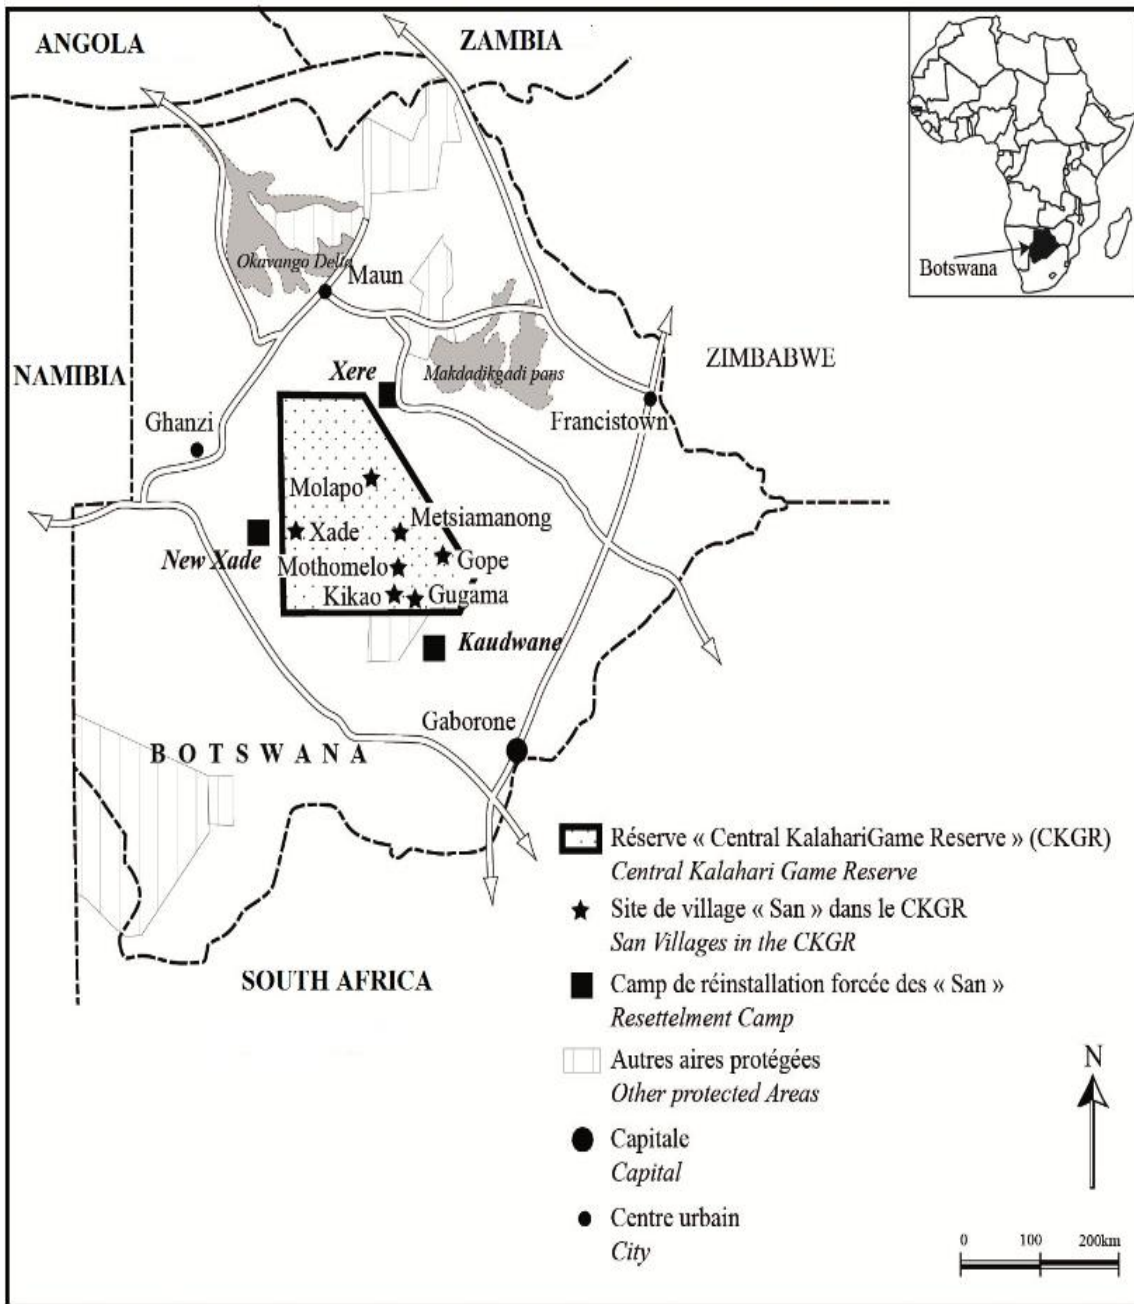 ANGOLA
ZAMBIA
Botswana
Okavango Delta
Maun
NAMIBIA
Xere
Makdadikgadi pans
ZIMBABWE
Ghanzi
Francistown
Molapo
Metsiamanong
New Xade
Xade
Mothomelo
Gope
Kikao
Gugama
Kaudwane
Gaborone
BOTSWANA
SOUTH AFRICA
Réserve « Central KalahariGame Reserve » (CKGR)
Central Kalahari Game Reserve
Site de village « San » dans le CKGR
San Villages in the CKGR
Camp de réinstallation forcée des « San »
Resettelment Camp
Autres aires protégées
Other protected Areas
Capitale
Capital
Centre urbain
City
N
0 100 200km